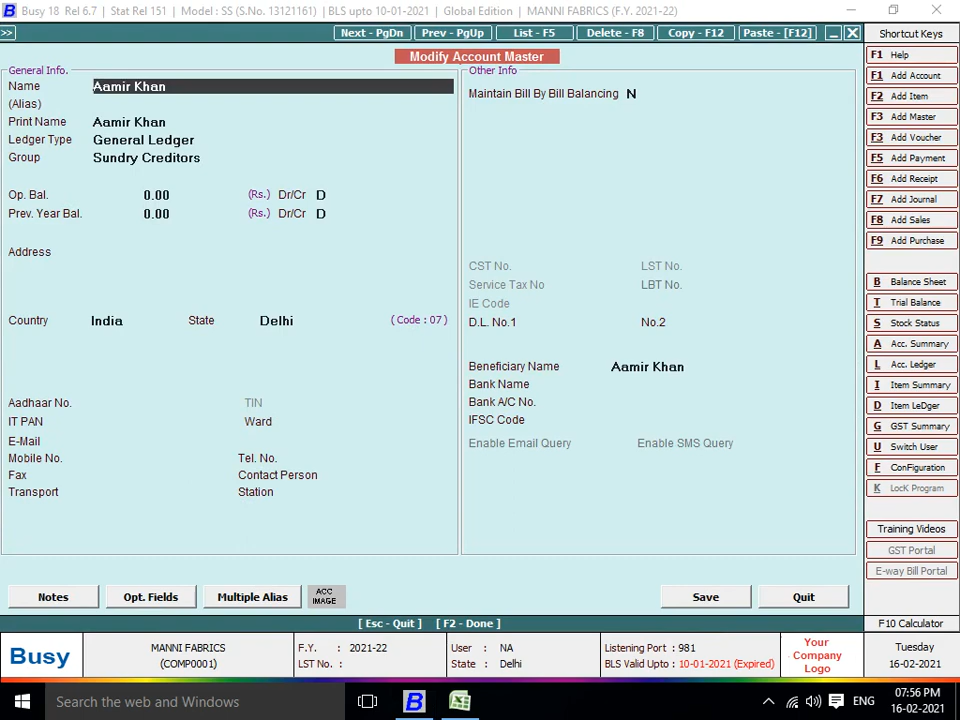 B Busy 18 Rel 6.7 | Stat Rel 151 | Model : SS (S.No. 13121161) | BLS upto 10-01-2021 | Global Edition | MANNI FABRICS (F.Y. 2021-22)
>> Next - PgDn Prev - PgUp List - F5 Delete - F8 Copy - F12 Paste - [F12]
Modify Account Master
General Info.
Name Aamir Khan
(Alias)
Print Name Aamir Khan
Ledger Type General Ledger
Group Sundry Creditors
Op. Bal. 0.00 (Rs.) Dr/Cr D
Prev. Year Bal. 0.00 (Rs.) Dr/Cr D
Address
Country India State Delhi (Code : 07)
Aadhaar No. TIN
IT PAN Ward
E-Mail
Mobile No. Tel. No.
Fax Contact Person
Transport Station
Other Info
Maintain Bill By Bill Balancing N
CST No. LST No.
Service Tax No LBT No.
IE Code
D.L. No.1 No.2
Beneficiary Name Aamir Khan
Bank Name
Bank A/C No.
IFSC Code
Enable Email Query Enable SMS Query
Notes Opt. Fields Multiple Alias ACC IMAGE Save Quit
[ Esc - Quit ] [ F2 - Done ]
Shortcut Keys
F1 Help
F1 Add Account
F2 Add Item
F3 Add Master
F3 Add Voucher
F5 Add Payment
F6 Add Receipt
F7 Add Journal
F8 Add Sales
F9 Add Purchase
B Balance Sheet
T Trial Balance
S Stock Status
A Acc. Summary
L Acc. Ledger
I Item Summary
D Item LeDger
G GST Summary
U Switch User
F ConFiguration
K LocK Program
Training Videos
GST Portal
E-way Bill Portal
F10 Calculator
Busy
MANNI FABRICS
(COMP0001)
F.Y. : 2021-22
LST No. :
User : NA
State : Delhi
Listening Port : 981
BLS Valid Upto : 10-01-2021 (Expired)
Your
Company
Logo
Tuesday
16-02-2021
Search the web and Windows
B
ENG
07:56 PM
16-02-2021